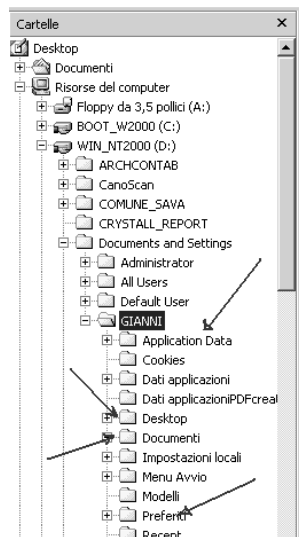 Cartelle
Desktop
Documenti
Risorse del computer
Floppy da 3,5 pollici (A:)
BOOT_W2000 (C:)
WIN_NT2000 (D:)
ARCHCONTAB
CanoScan
COMUNE_SAVA
CRYSTALL_REPORT
Documents and Settings
Administrator
All Users
Default User
GIANNI
Application Data
Cookies
Dati applicazioni
Dati applicazioniPDFcrea
Desktop
Documenti
Impostazioni locali
Menu Avvio
Modelli
Preferiti
Recent